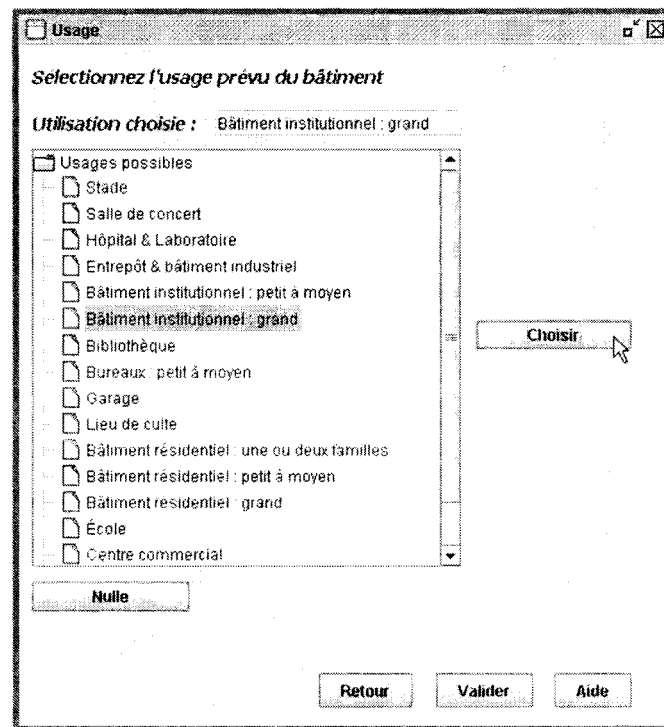 Usage
Sélectionnez l'usage prévu du bâtiment
Utilisation choisie : Bâtiment institutionnel : grand
Usages possibles
Stade
Salle de concert
Hôpital & Laboratoire
Entrepôt & bâtiment industriel
Bâtiment institutionnel : petit à moyen
Bâtiment institutionnel : grand
Choisir
Bibliothèque
Bureaux : petit à moyen
Garage
Lieu de culte
Bâtiment résidentiel : une ou deux familles
Bâtiment résidentiel : petit à moyen
Bâtiment résidentiel : grand
École
Centre commercial
Nulle
Retour Valider Aide